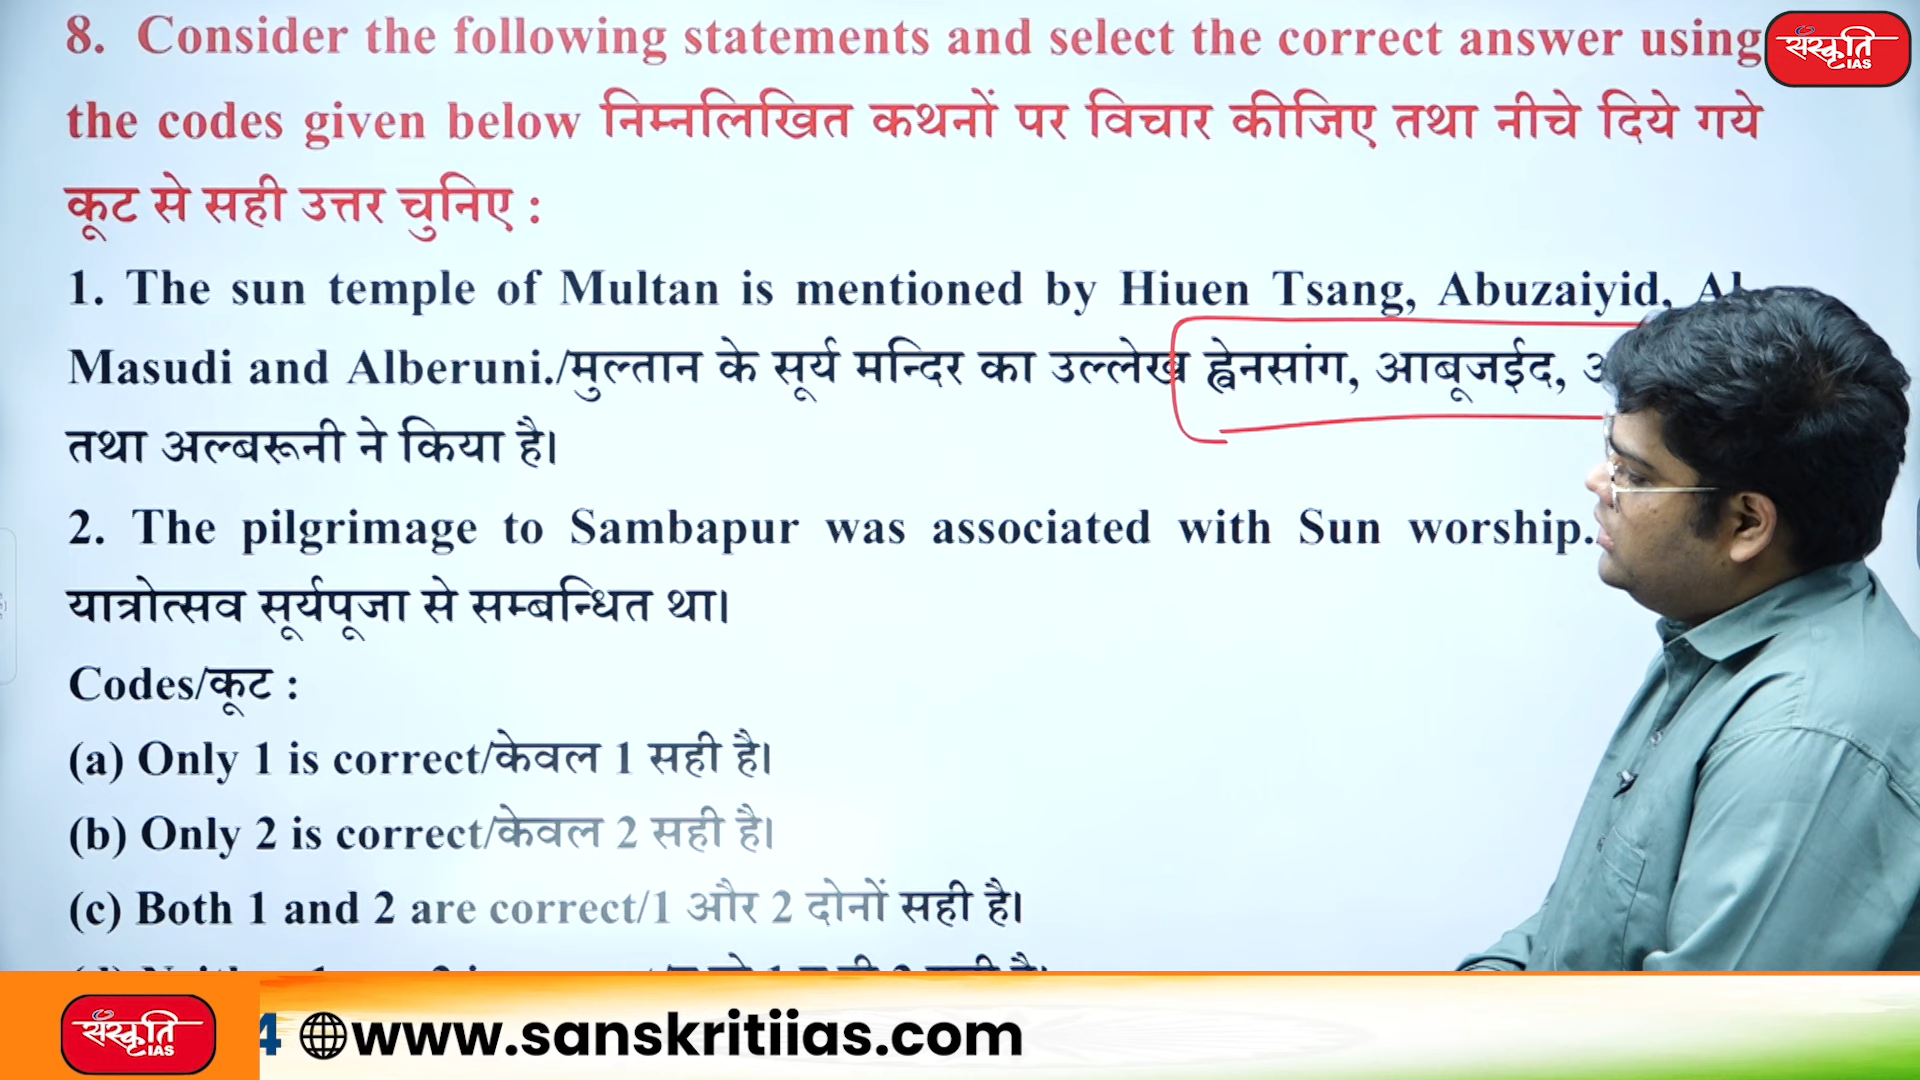 8. Consider the following statements and select the correct answer using
संस्कृति
IAS
the codes given below निम्नलिखित कथनों पर विचार कीजिए तथा नीचे दिये गये
कूट से सही उत्तर चुनिए :
1. The sun temple of Multan is mentioned by Hiuen Tsang, Abuzaiyid, Al
Masudi and Alberuni./मुल्तान के सूर्य मन्दिर का उल्लेख ह्वेनसांग, आबूजईद,
तथा अल्बरूनी ने किया है।
2. The pilgrimage to Sambapur was associated with Sun worship.
यात्रोत्सव सूर्यपूजा से सम्बन्धित था।
Codes/कूट :
(a) Only 1 is correct/केवल 1 सही है।
(b) Only 2 is correct/केवल 2 सही है।
(c) Both 1 and 2 are correct/1 और 2 दोनों सही है।
संस्कृति
IAS
4 www.sanskritiias.com